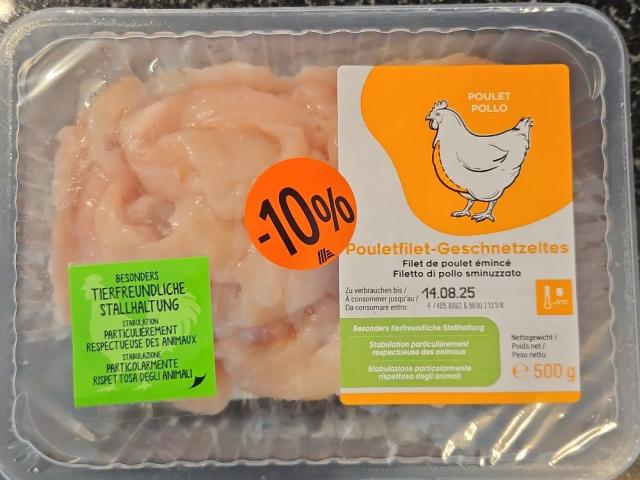 POULET
POLLO
-10%
Pouletfilet-Geschnetzeltes
Filet de poulet émincé
Filetto di pollo sminuzzato
Zu verbrauchen bis /
À consommer jusqu'au /
Da consumare entro:
14.08.25
Besonders tierfreundliche Stallhaltung
Stabulation particulièrement
respectueuse des animaux
Stabulazione particolarmente
rispettosa degli animali
Nettogewicht /
Poids net /
Peso netto:
e 500 g
BESONDERS
TIERFREUNDLICHE
STALLHALTUNG
STABULATION
PARTICULIÈREMENT
RESPECTUEUSE DES ANIMAUX
STABULAZIONE
PARTICOLARMENTE
RISPETTOSA DEGLI ANIMALI